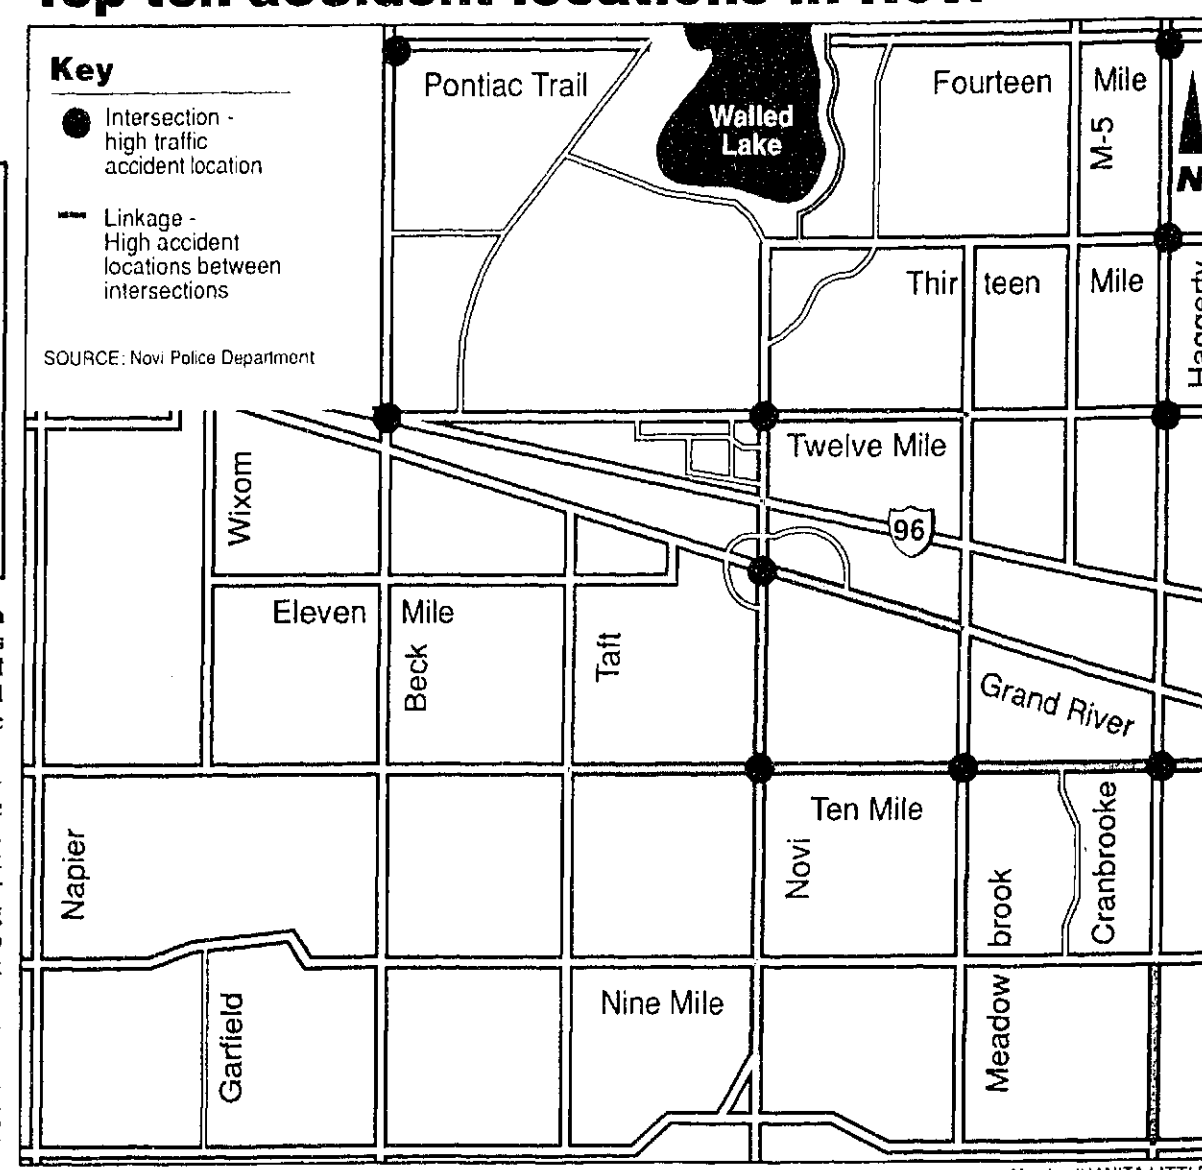 Key
Intersection -
high traffic
accident location
Linkage -
High accident
locations between
intersections
SOURCE: Novi Police Department
Pontiac Trail
Walled
Lake
Fourteen Mile
M-5
N
Thir teen Mile
Haggerty
Twelve Mile
96
Wixom
Eleven Mile
Beck
Taft
Grand River
Ten Mile
Napier
Novi
Meadow brook
Cranbrooke
Nine Mile
Garfield